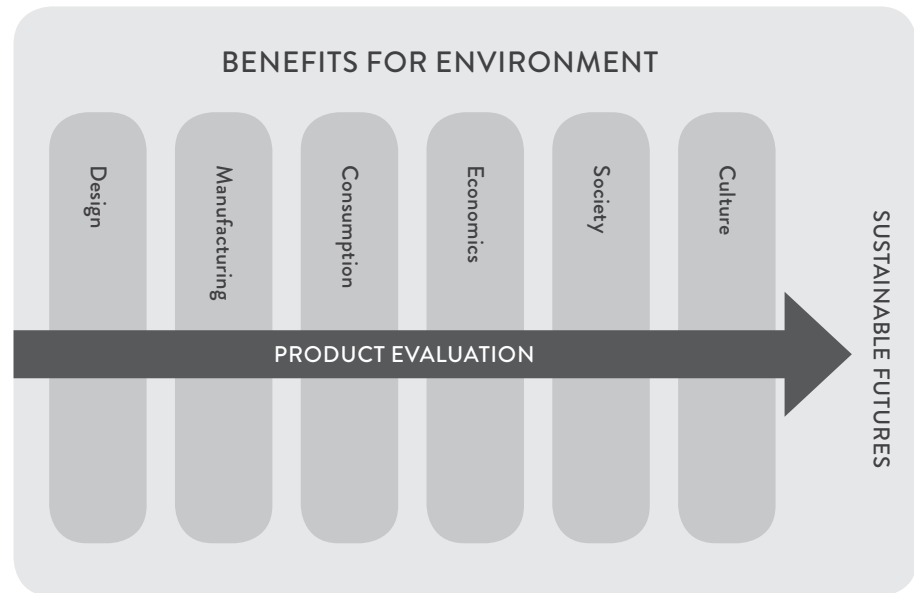 BENEFITS FOR ENVIRONMENT
Design
Manufacturing
Consumption
Economics
Society
Culture
PRODUCT EVALUATION
SUSTAINABLE FUTURES